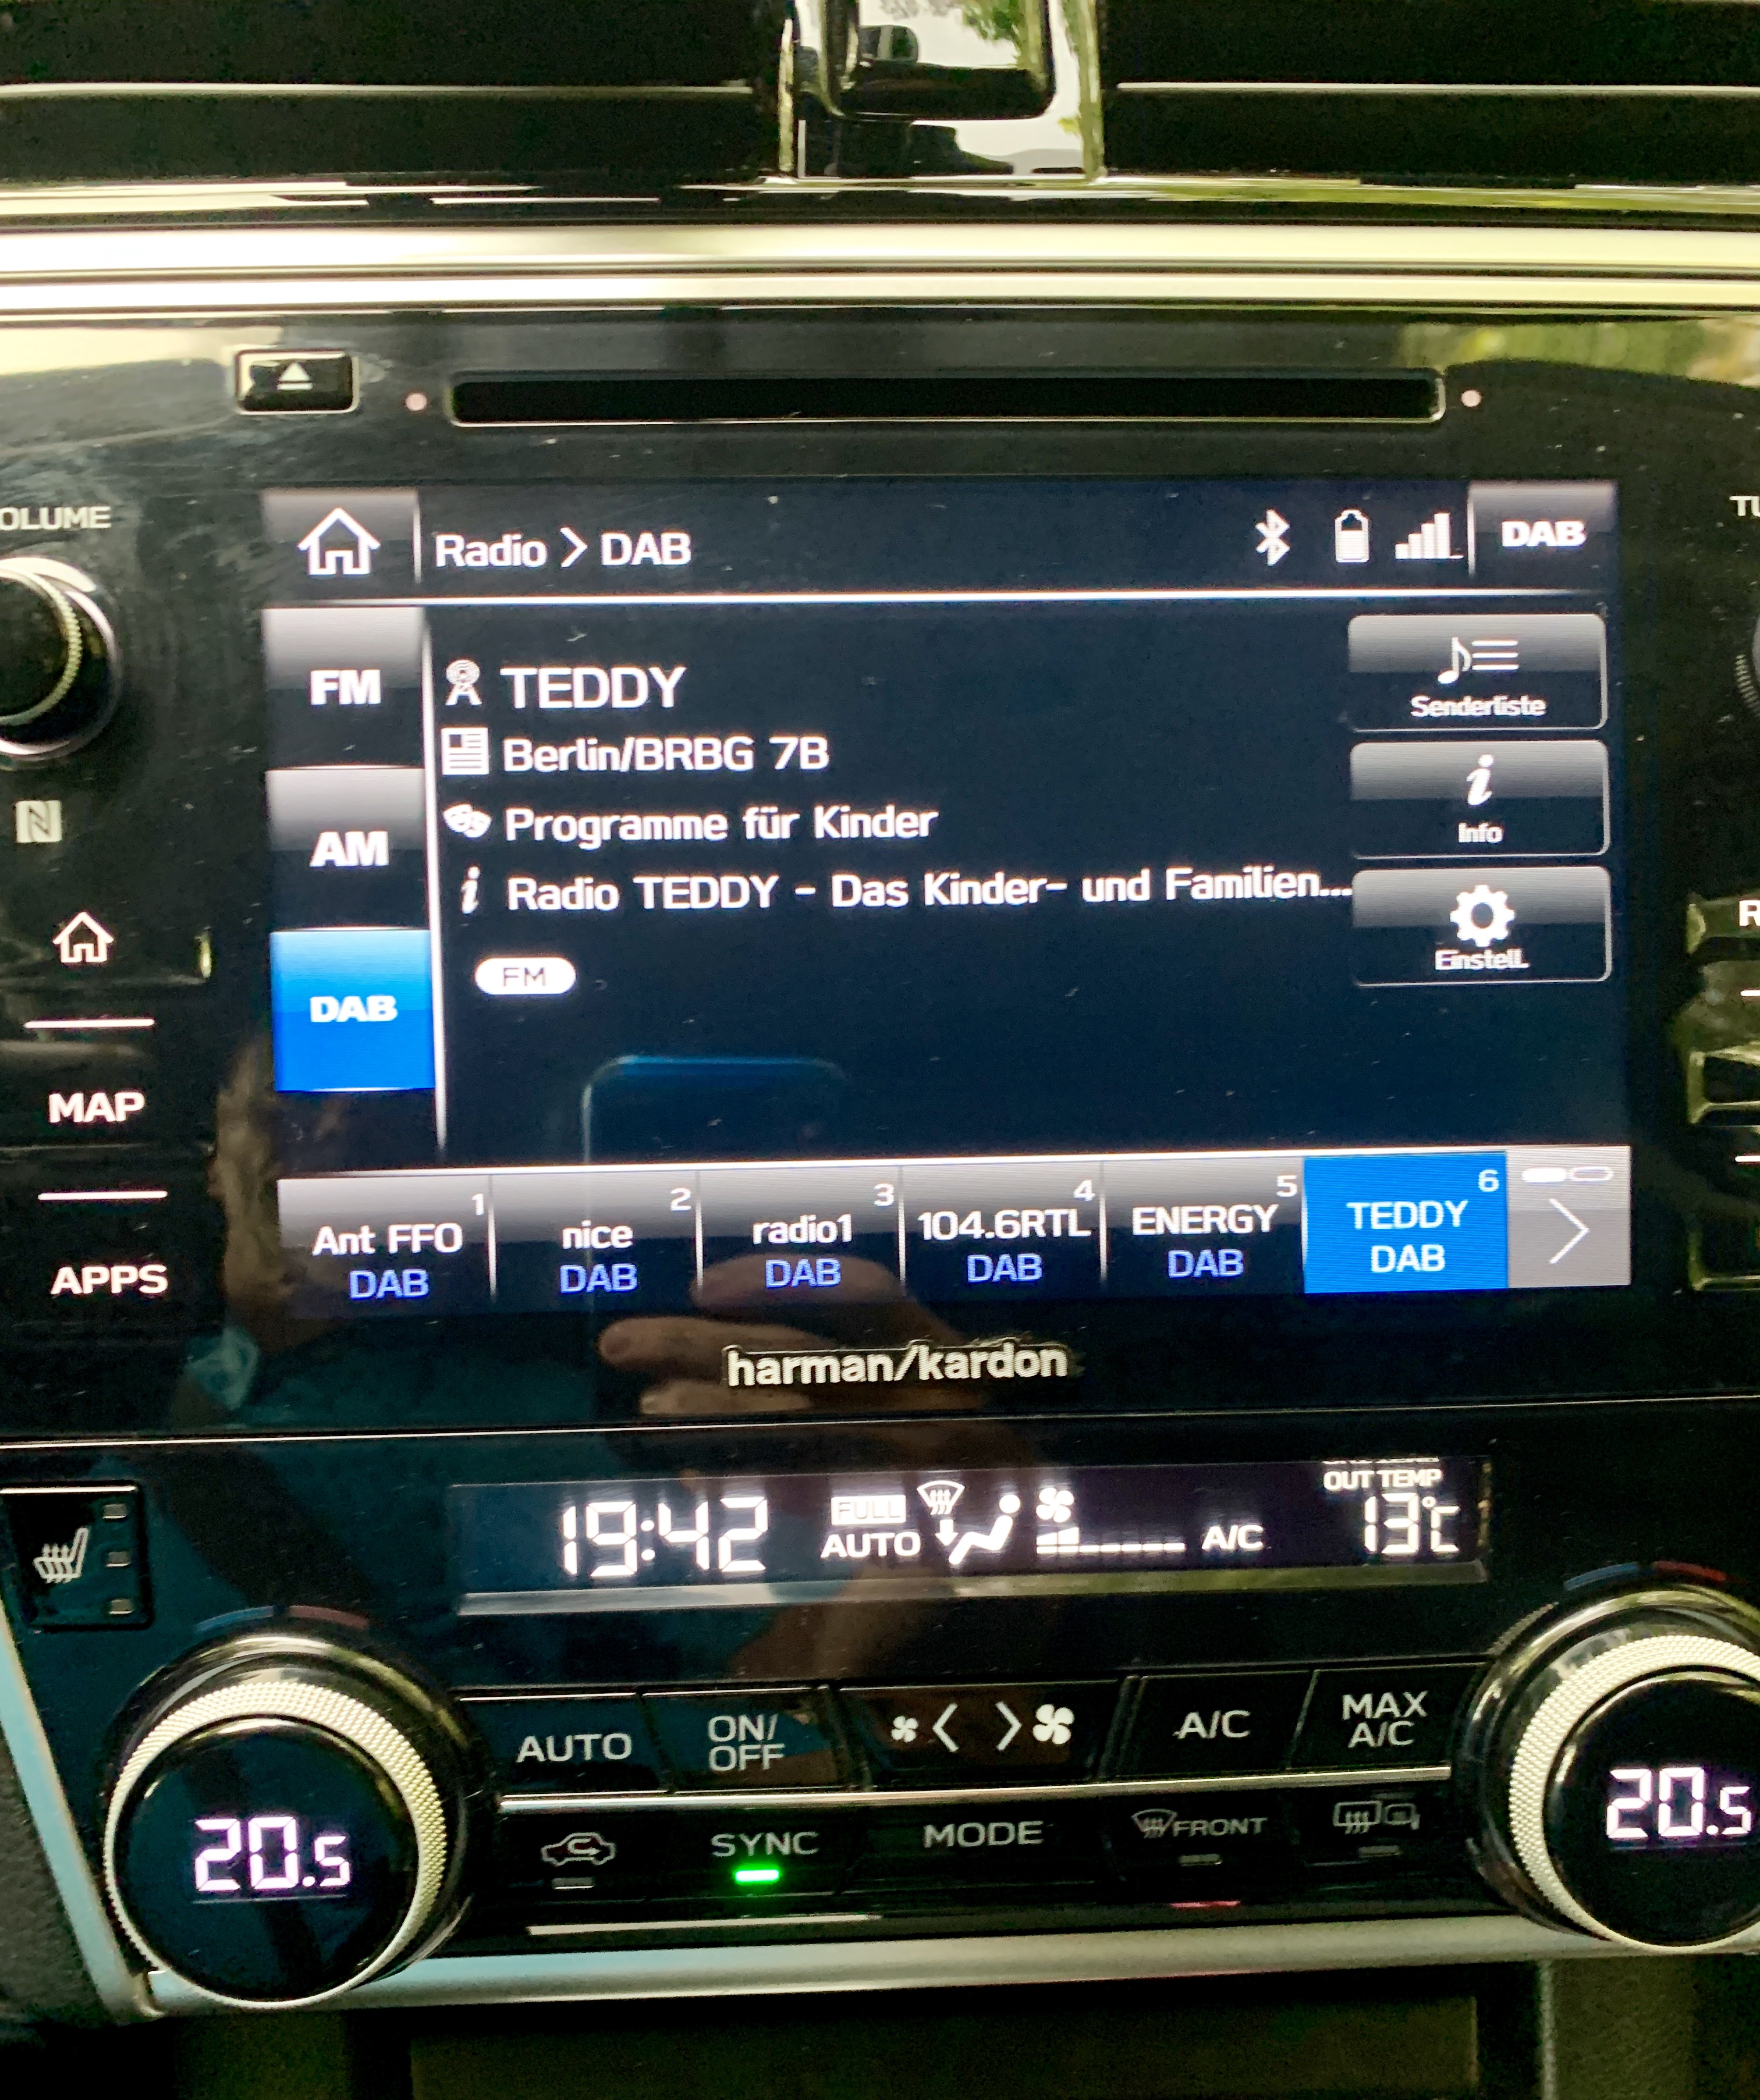 OLUME
Radio > DAB
DAB
FM
TEDDY
Senderliste
Berlin/BRBG 7B
AM
Programme für Kinder
Info
Radio TEDDY - Das Kinder- und Familien...
FM
Einstell.
DAB
MAP
APPS
1 2 3 4 5 6
Ant FFO nice radio1 104.6RTL ENERGY TEDDY
DAB DAB DAB DAB DAB DAB
harman/kardon
OUT TEMP
19:42 FULL AUTO A/C 13°C
AUTO ON/OFF A/C MAX A/C
20.5 SYNC MODE FRONT 20.5